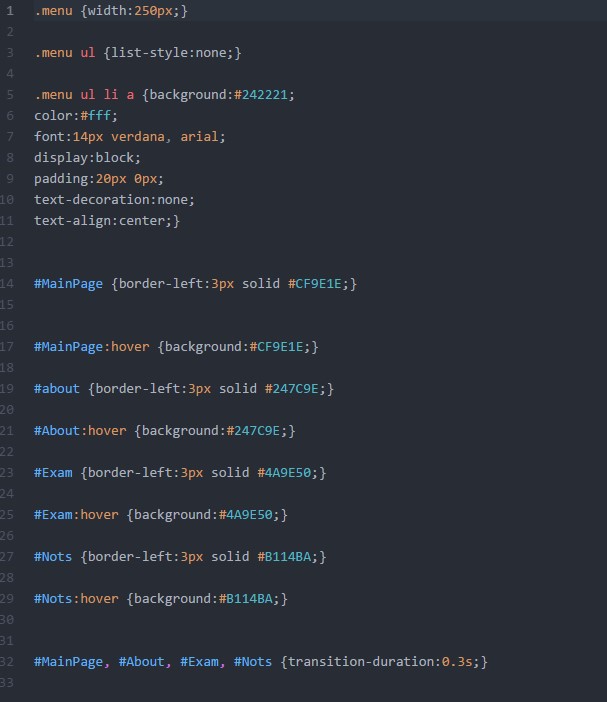 1 .menu {width:250px;}
2
3 .menu ul {list-style:none;}
4
5 .menu ul li a {background:#242221;
6 color:#fff;
7 font:14px verdana, arial;
8 display:block;
9 padding:20px 0px;
10 text-decoration:none;
11 text-align:center;}
12
13
14 #MainPage {border-left:3px solid #CF9E1E;}
15
16
17 #MainPage:hover {background:#CF9E1E;}
18
19 #about {border-left:3px solid #247C9E;}
20
21 #About:hover {background:#247C9E;}
22
23 #Exam {border-left:3px solid #4A9E50;}
24
25 #Exam:hover {background:#4A9E50;}
26
27 #Nots {border-left:3px solid #B114BA;}
28
29 #Nots:hover {background:#B114BA;}
30
31
32 #MainPage, #About, #Exam, #Nots {transition-duration:0.3s;}
33